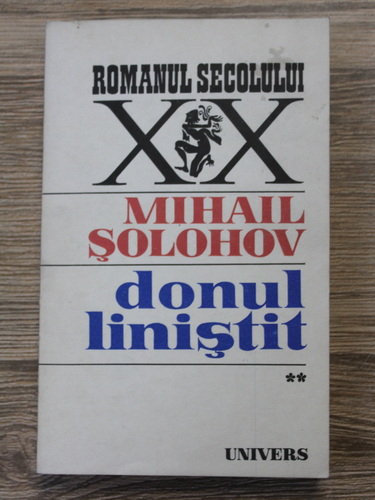 ROMANUL SECOLULUI
XX
MIHAIL
ŞOLOHOV
donul
liniştit
**
UNIVERS